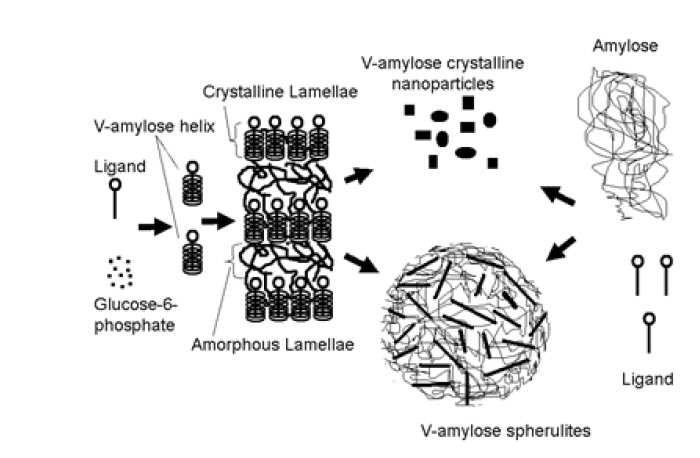 Amylose
V-amylose crystalline
nanoparticles
Crystalline Lamellae
V-amylose helix
Ligand
Glucose-6-
phosphate
Amorphous Lamellae
Ligand
V-amylose spherulites